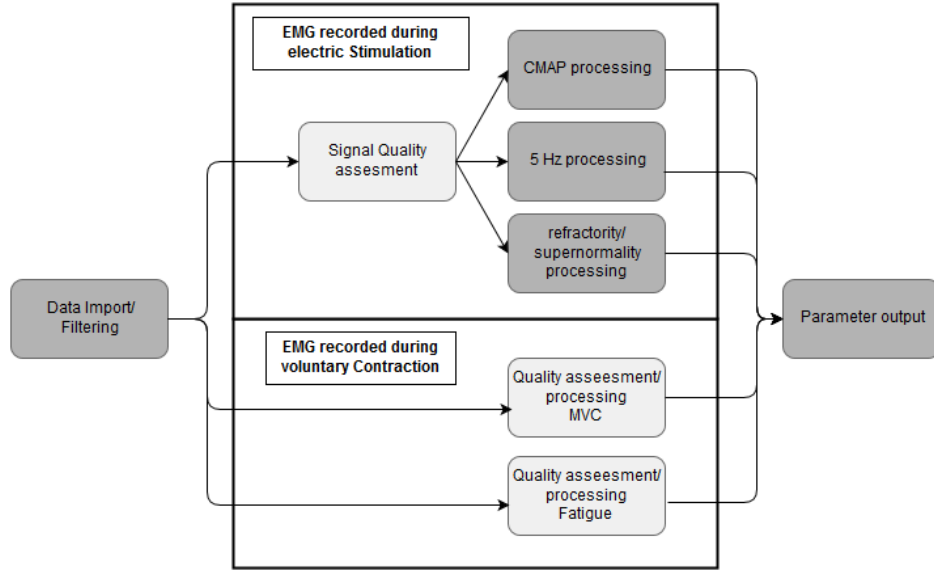 EMG recorded during
electric Stimulation
CMAP processing
Signal Quality
assesment
5 Hz processing
refractority/
supernormality
processing
Data Import/
Filtering
Parameter output
EMG recorded during
voluntary Contraction
Quality asseesment/
processing
MVC
Quality asseesment/
processing
Fatigue